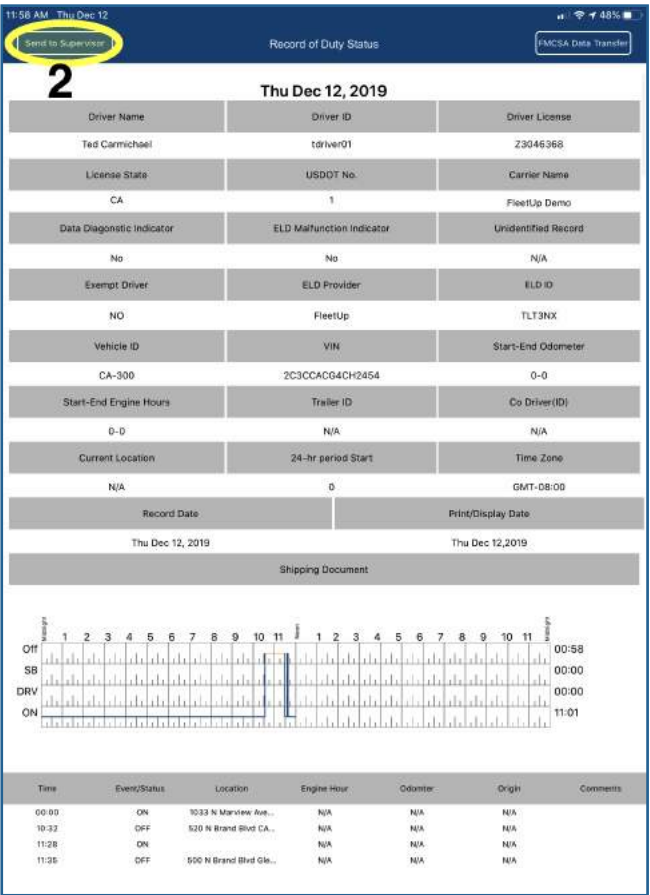 11:58 AM Thu Dec 12 48%
Send to Supervisor Record of Duty Status FMCSA Data Transfer
2
Thu Dec 12, 2019
Driver Name Driver ID Driver License
Ted Carmichael tdriver01 Z3046368
License State USDOT No. Carrier Name
CA 1 FleetUp Demo
Data Diagonstic Indicator ELD Malfunction Indicator Unidentified Record
No No N/A
Exempt Driver ELD Provider ELD ID
NO FleetUp TLT3NX
Vehicle ID VIN Start-End Odometer
CA-300 2C3CCACG4CH2454 0-0
Start-End Engine Hours Trailer ID Co Driver(ID)
0-0 N/A N/A
Current Location 24-hr period Start Time Zone
N/A 0 GMT-08:00
Record Date Print/Display Date
Thu Dec 12, 2019 Thu Dec 12,2019
Shipping Document
Midnight 1 2 3 4 5 6 7 8 9 10 11 Noon 1 2 3 4 5 6 7 8 9 10 11 Midnight
Off 00:58
SB 00:00
DRV 00:00
ON 11:01
Time Event/Status Location Engine Hour Odomter Origin Comments
00:00 ON 1033 N Marview Ave... N/A N/A N/A
10:32 OFF 520 N Brand Blvd CA... N/A N/A N/A
11:28 ON N/A N/A N/A
11:35 OFF 500 N Brand Blvd Gle... N/A N/A N/A